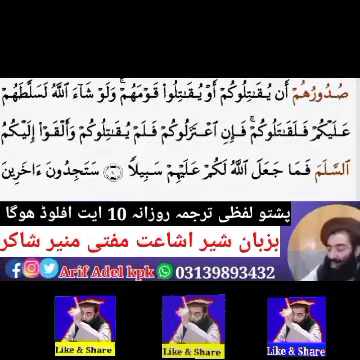 صُدُورُهُمْ أَن يُقَـٰتِلُوكُمْ أَوْ يُقَـٰتِلُوا۟ قَوْمَهُمْ ۚ وَلَوْ شَآءَ ٱللَّهُ لَسَلَّطَهُمْ
عَلَيْكُمْ فَلَقَـٰتَلُوكُمْ ۚ فَإِنِ ٱعْتَزَلُوكُمْ فَلَمْ يُقَـٰتِلُوكُمْ وَأَلْقَوْا۟ إِلَيْكُمُ
ٱلسَّلَمَ فَمَا جَعَلَ ٱللَّهُ لَكُمْ عَلَيْهِمْ سَبِيلًا ۝٩٠ سَتَجِدُونَ ءَاخَرِينَ
پشتو لفظی ترجمہ روزانہ 10 ایت افلوڈ ھوگا
بزبان شیر اشاعت مفتی منیر شاکر
Arif Adel kpk 03139893432
Like & Share Like & Share Like & Share